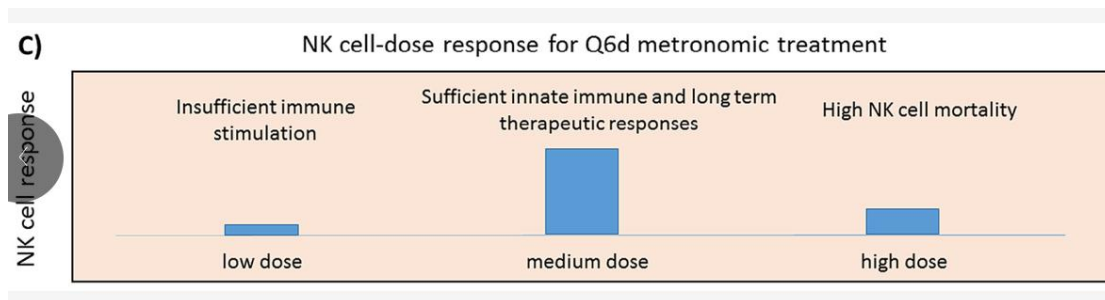 C)
NK cell-dose response for Q6d metronomic treatment
NK cell response
Insufficient immune
stimulation
Sufficient innate immune and long term
therapeutic responses
High NK cell mortality
low dose
medium dose
high dose